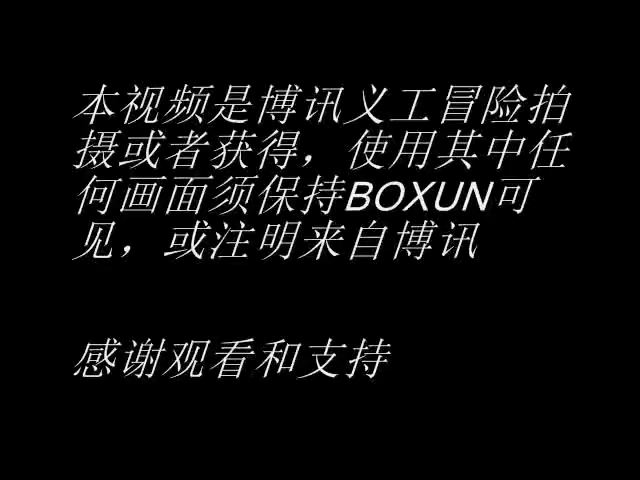 本视频是博讯义工冒险拍
摄或者获得，使用其中任
何画面须保持BOXUN可
见，或注明来自博讯
感谢观看和支持